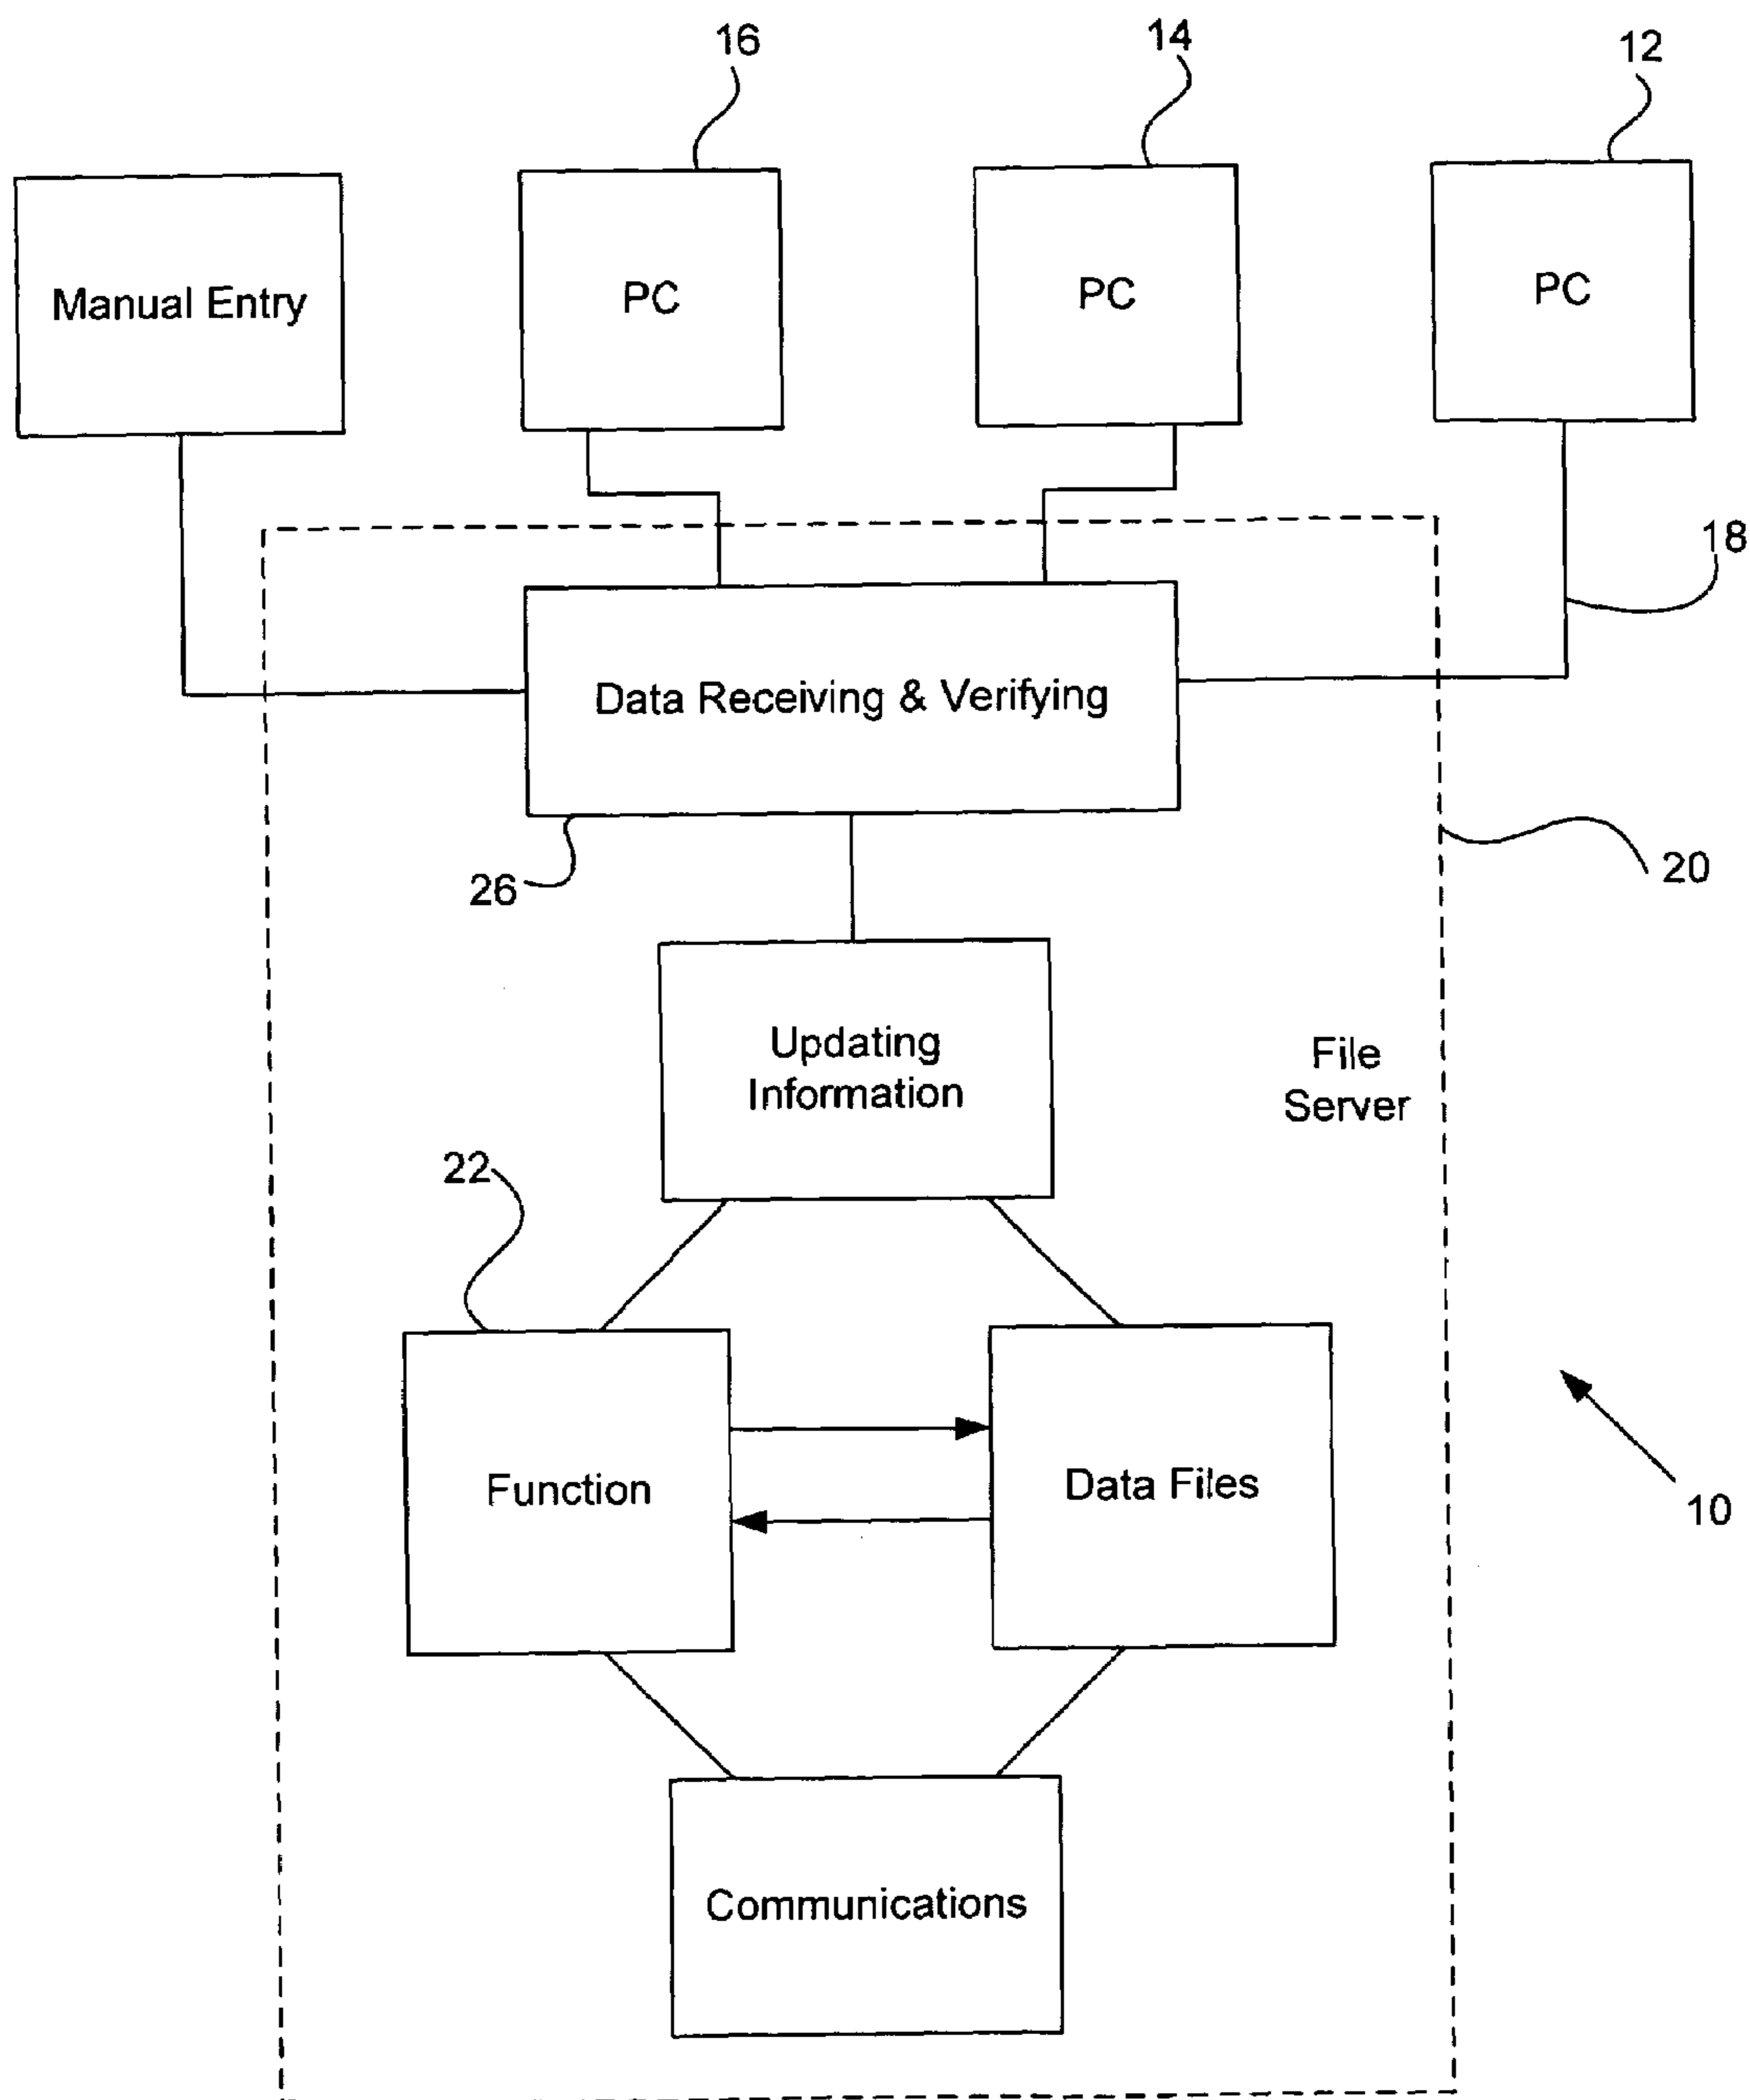 16
14
12
Manual Entry
PC
PC
PC
18
Data Receiving & Verifying
20
26
Updating
Information
File
Server
22
Function
Data Files
10
Communications